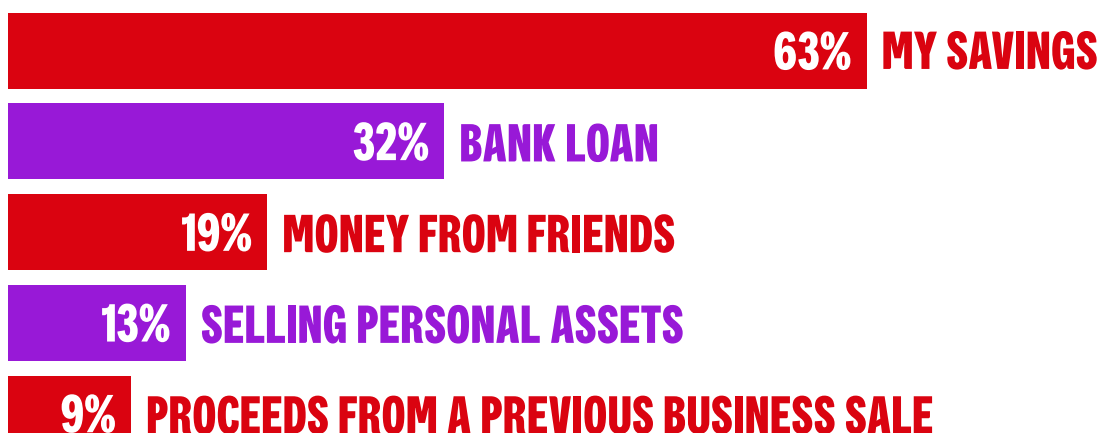 63% MY SAVINGS
32% BANK LOAN
19% MONEY FROM FRIENDS
13% SELLING PERSONAL ASSETS
9% PROCEEDS FROM A PREVIOUS BUSINESS SALE